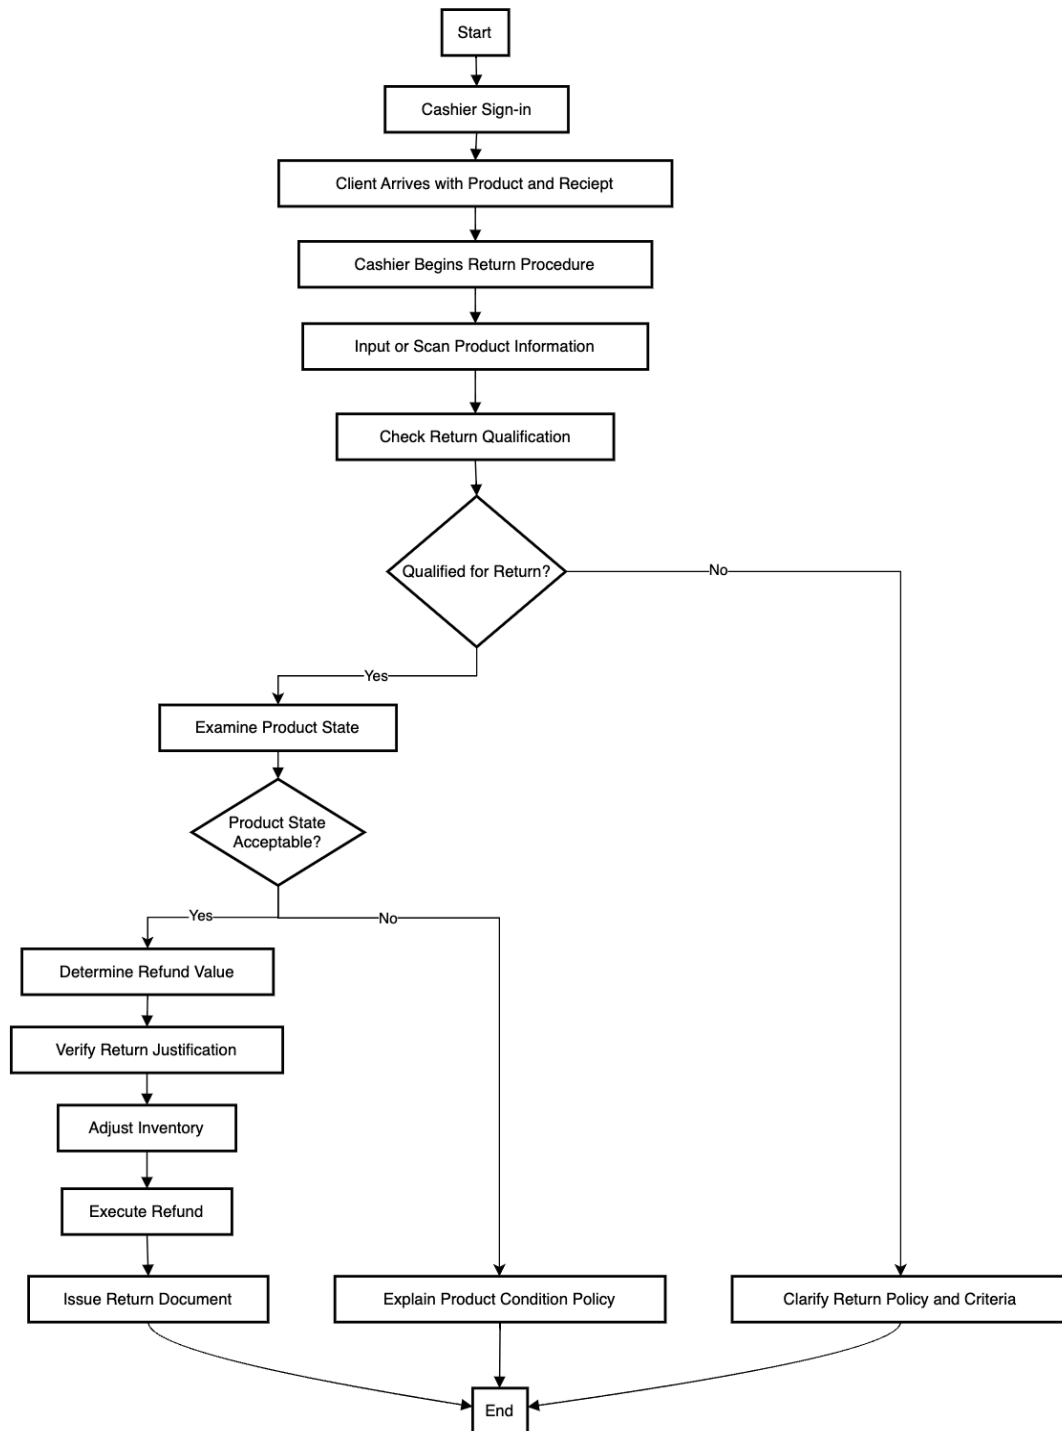 Start
Cashier Sign-in
Client Arrives with Product and Reciept
Cashier Begins Return Procedure
Input or Scan Product Information
Check Return Qualification
Qualified for Return?
No
Yes
Examine Product State
Product State
Acceptable?
Yes
No
Determine Refund Value
Verify Return Justification
Adjust Inventory
Execute Refund
Issue Return Document
Explain Product Condition Policy
Clarify Return Policy and Criteria
End